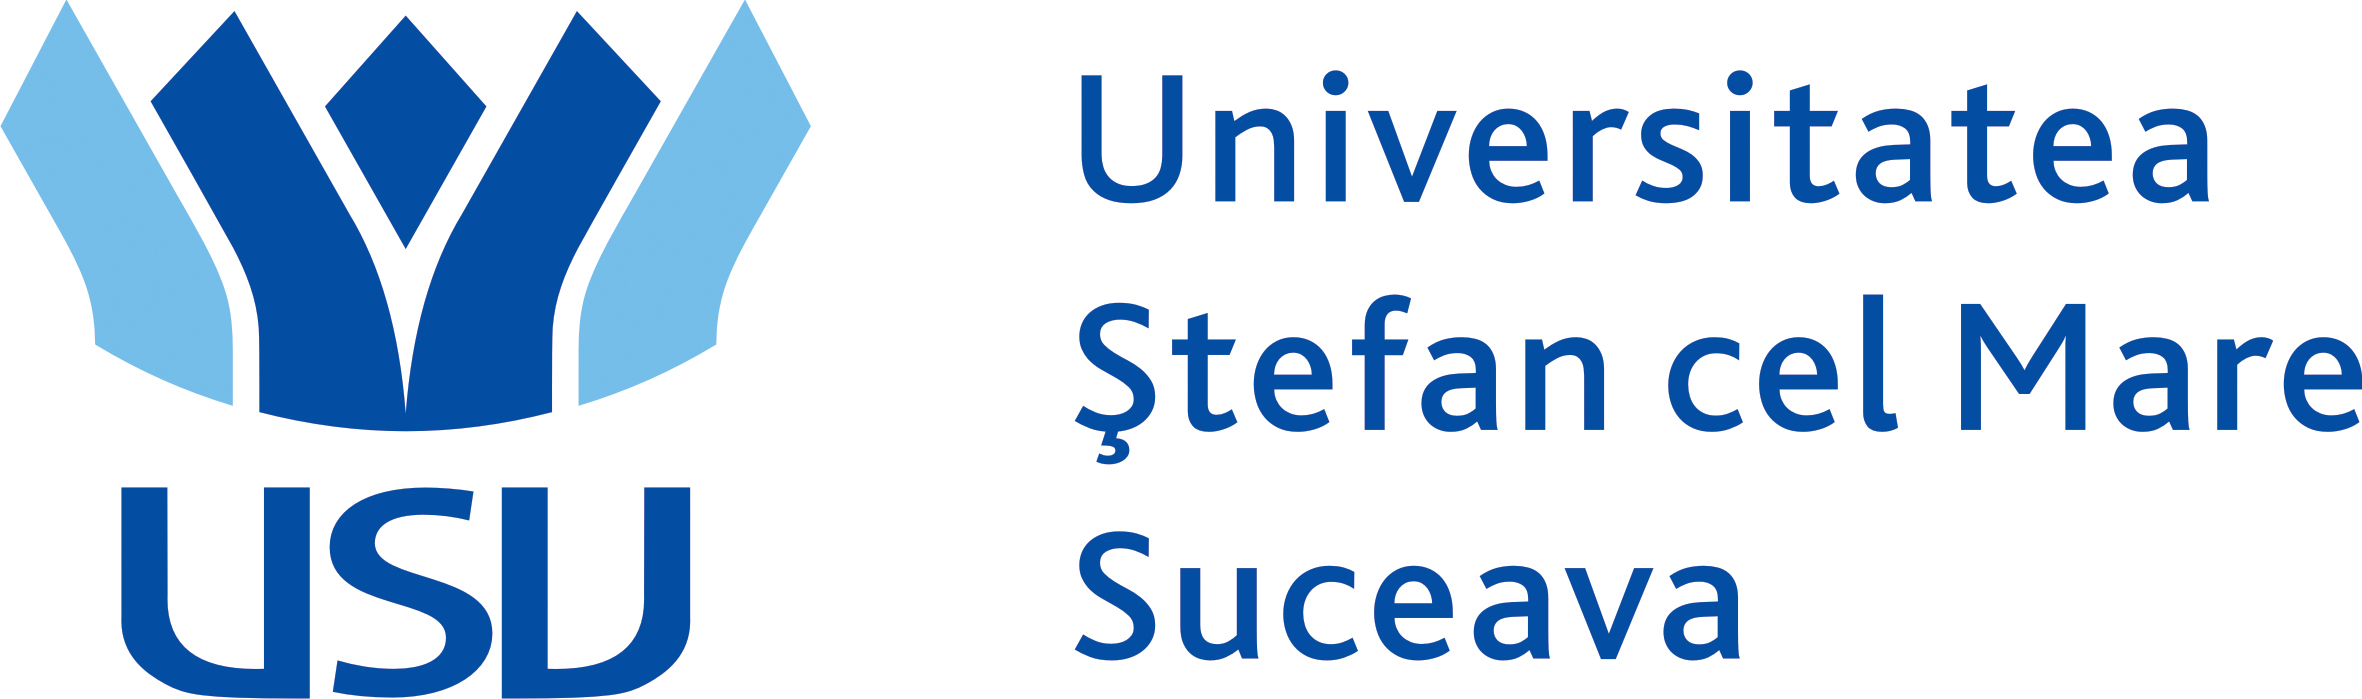 USU
Universitatea
Ştefan cel Mare
Suceava